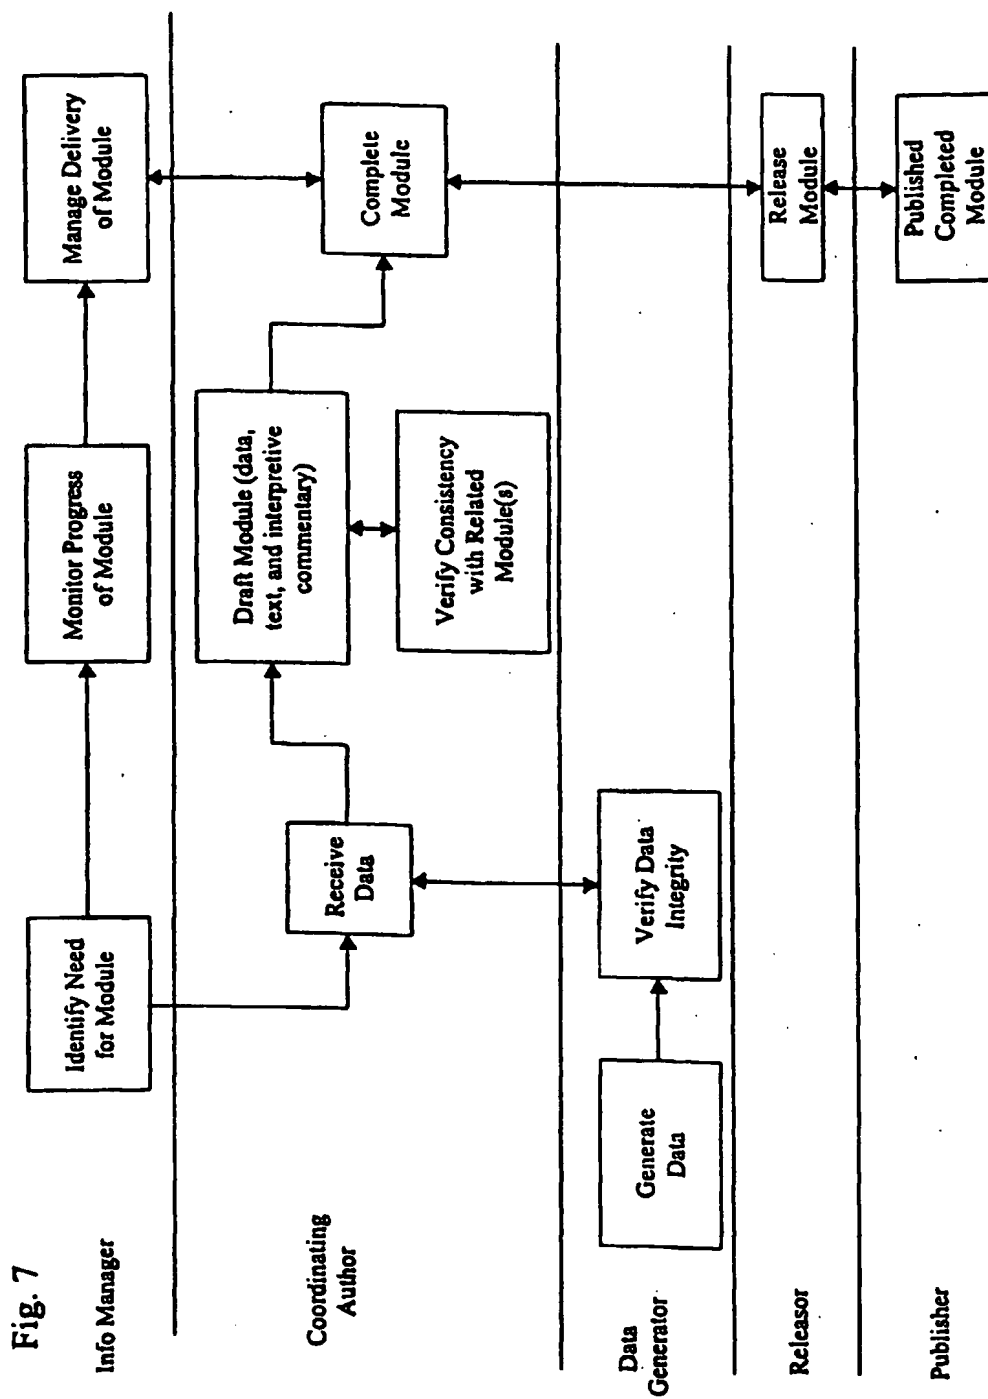 Fig. 7
Info Manager
Identify Need
for Module
Monitor Progress
of Module
Manage Delivery
of Module
Coordinating
Author
Receive
Data
Draft Module (data,
text, and interpretive
commentary)
Verify Consistency
with Related
Module(s)
Complete
Module
Data
Generator
Generate
Data
Verify Data
Integrity
Releasor
Release
Module
Publisher
Published
Completed
Module